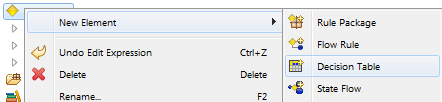 New Element
Undo Edit Expression Ctrl+Z
Delete Delete
Rename... F2
Rule Package
Flow Rule
Decision Table
State Flow